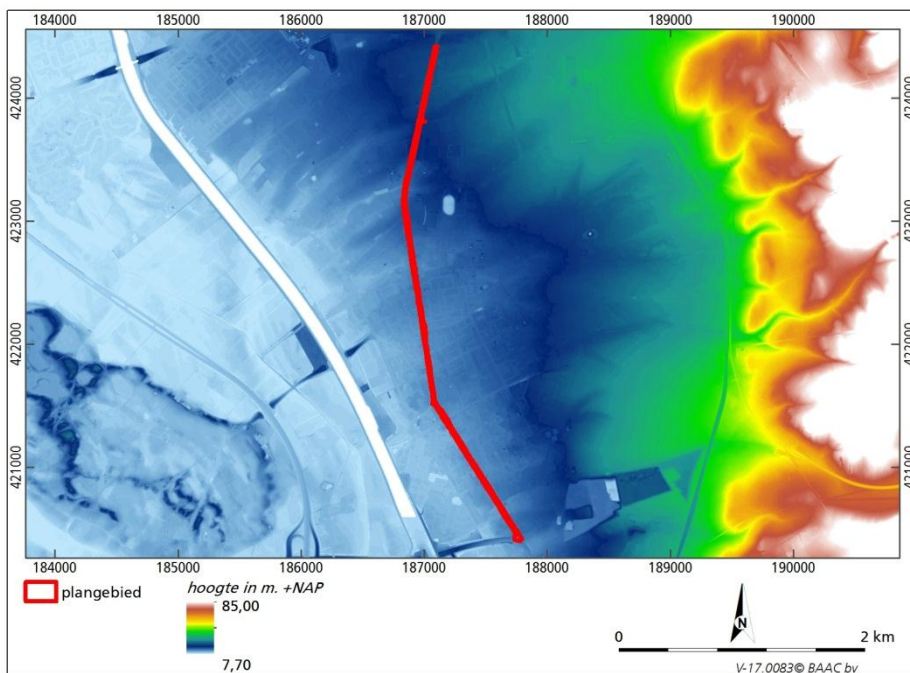 184000 185000 186000 187000 188000 189000 190000
424000 424000
423000 423000
422000 422000
421000 421000
184000 185000 186000 187000 188000 189000 190000
plangebied
hoogte in m. +NAP
85,00
7,70
N
0 2 km
V-17.0083© BAAC bv